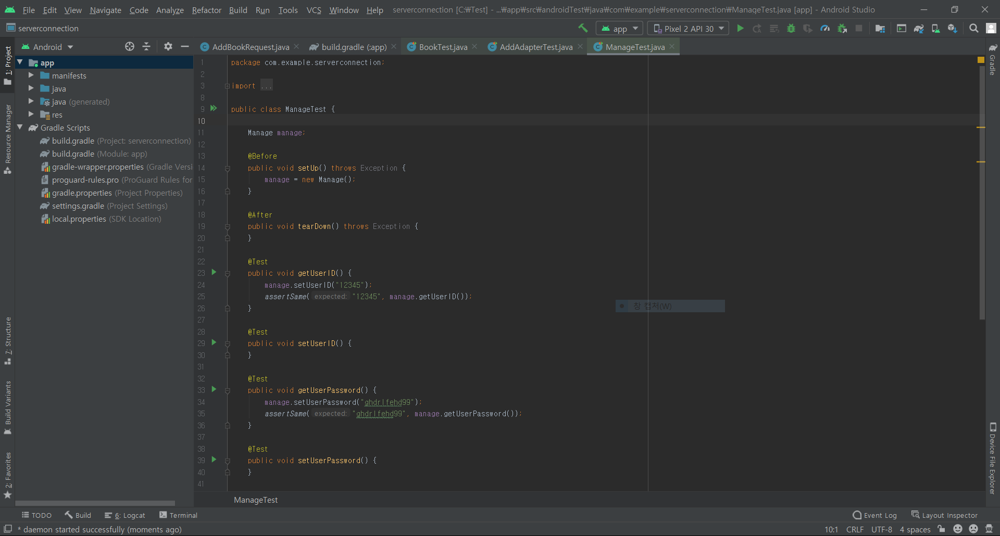 File Edit View Navigate Code Analyze Refactor Build Run Tools VCS Window Help serverconnection [C:₩Test] - ...₩app₩src₩androidTest₩java₩com₩example₩serverconnection₩ManageTest.java [app] - Android Studio
serverconnection app Pixel 2 API 30
Android AddBookRequest.java build.gradle (:app) BookTest.java AddAdapterTest.java ManageTest.java
1: Project
Resource Manager
7: Structure
Build Variants
2: Favorites
app
manifests
java
java (generated)
res
Gradle Scripts
build.gradle (Project: serverconnection)
build.gradle (Module: app)
gradle-wrapper.properties (Gradle Versi
proguard-rules.pro (ProGuard Rules for
gradle.properties (Project Properties)
settings.gradle (Project Settings)
local.properties (SDK Location)
1 package com.example.serverconnection;
2
3 import ...
8
9 public class ManageTest {
10
11 Manage manage;
12
13 @Before
14 public void setUp() throws Exception {
15 manage = new Manage();
16 }
17
18 @After
19 public void tearDown() throws Exception {
20 }
21
22 @Test
23 public void getUserID() {
24 manage.setUserID("12345");
25 assertSame( expected: "12345", manage.getUserID());
26 }
27
28 @Test
29 public void setUserID() {
30 }
31
32 @Test
33 public void getUserPassword() {
34 manage.setUserPassword("ghdrlfehd99");
35 assertSame( expected: "ghdrlfehd99", manage.getUserPassword());
36 }
37
38 @Test
39 public void setUserPassword() {
40 }
41
창 캡처(W)
ManageTest
Gradle
Device File Explorer
TODO Build 6: Logcat Terminal Event Log Layout Inspector
* daemon started successfully (moments ago) 10:1 CRLF UTF-8 4 spaces